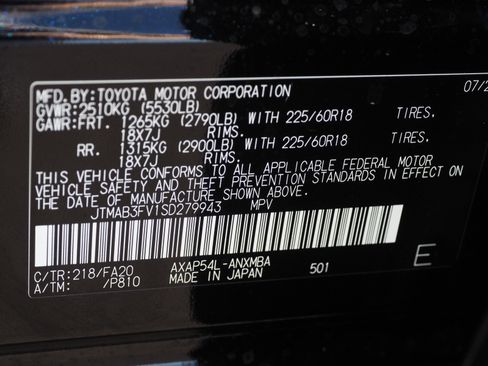 MFD.BY:TOYOTA MOTOR CORPORATION 07/2
GVWR:2510KG (5530LB)
GAWR:FRT. 1265KG (2790LB) WITH 225/60R18 TIRES.
18X7J RIMS.
RR. 1315KG (2900LB) WITH 225/60R18 TIRES.
18X7J RIMS.
THIS VEHICLE CONFORMS TO ALL APPLICABLE FEDERAL MOTOR
VEHICLE SAFETY AND THEFT PREVENTION STANDARDS IN EFFECT ON
THE DATE OF MANUFACTURE SHOWN ABOVE.
JTMAB3FV1SD279943 MPV
C/TR:218/FA20 AXAP54L-ANXMBA
A/TM: /P810 MADE IN JAPAN 501 E